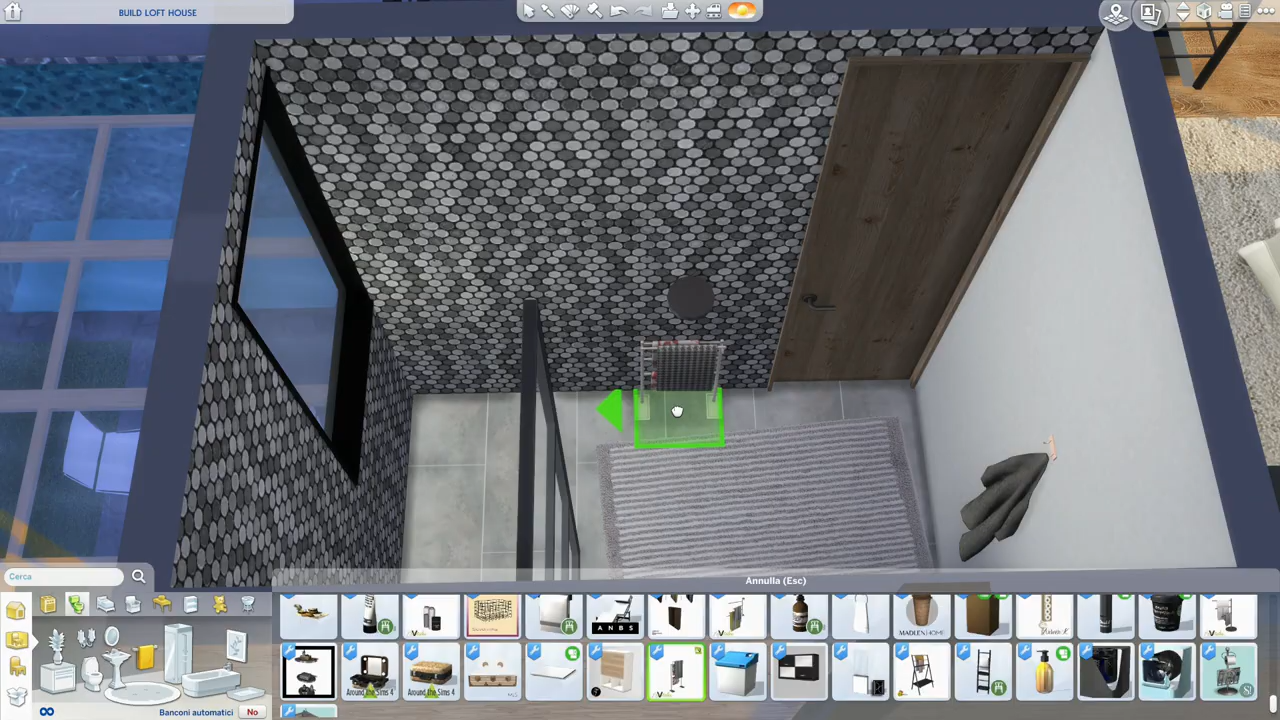 BUILD LOFT HOUSE
Annulla (Esc)
Cerca
ANBS
MADLEN HOME
Around the Sims 4
Around the Sims 4
Banconi automatici
No